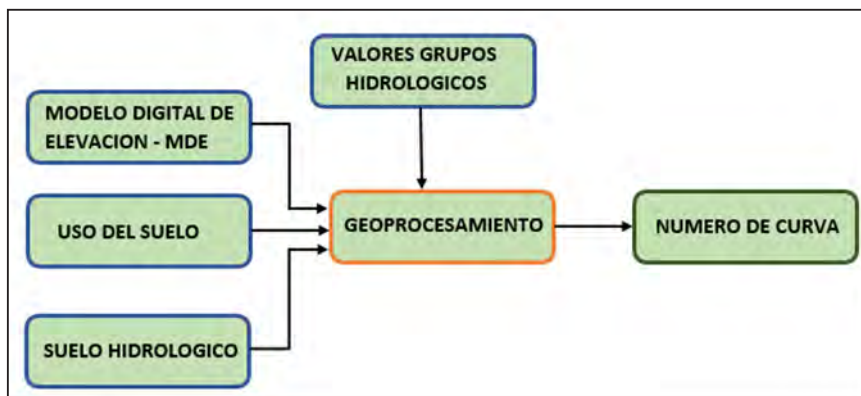 VALORES GRUPOS
HIDROLOGICOS
MODELO DIGITAL DE
ELEVACION - MDE
USO DEL SUELO
GEOPROCESAMIENTO
NUMERO DE CURVA
SUELO HIDROLOGICO